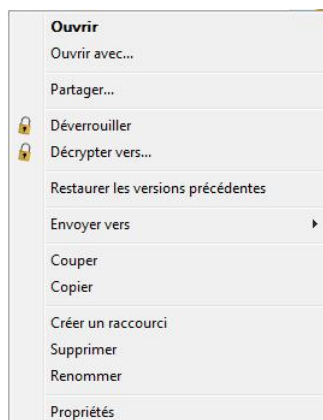 Ouvrir
Ouvrir avec...
Partager...
Déverrouiller
Décrypter vers...
Restaurer les versions précédentes
Envoyer vers
Couper
Copier
Créer un raccourci
Supprimer
Renommer
Propriétés